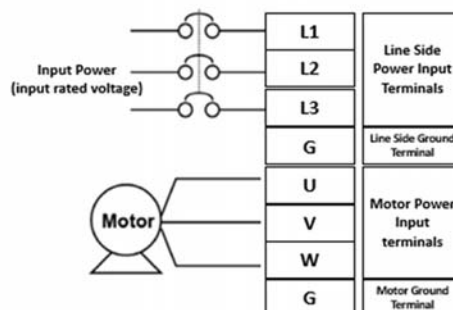 L1
L2
L3
G
U
V
W
G
Input Power
(input rated voltage)
Motor
Line Side
Power Input
Terminals
Line Side Ground
Terminal
Motor Power
Input
terminals
Motor Ground
Terminal